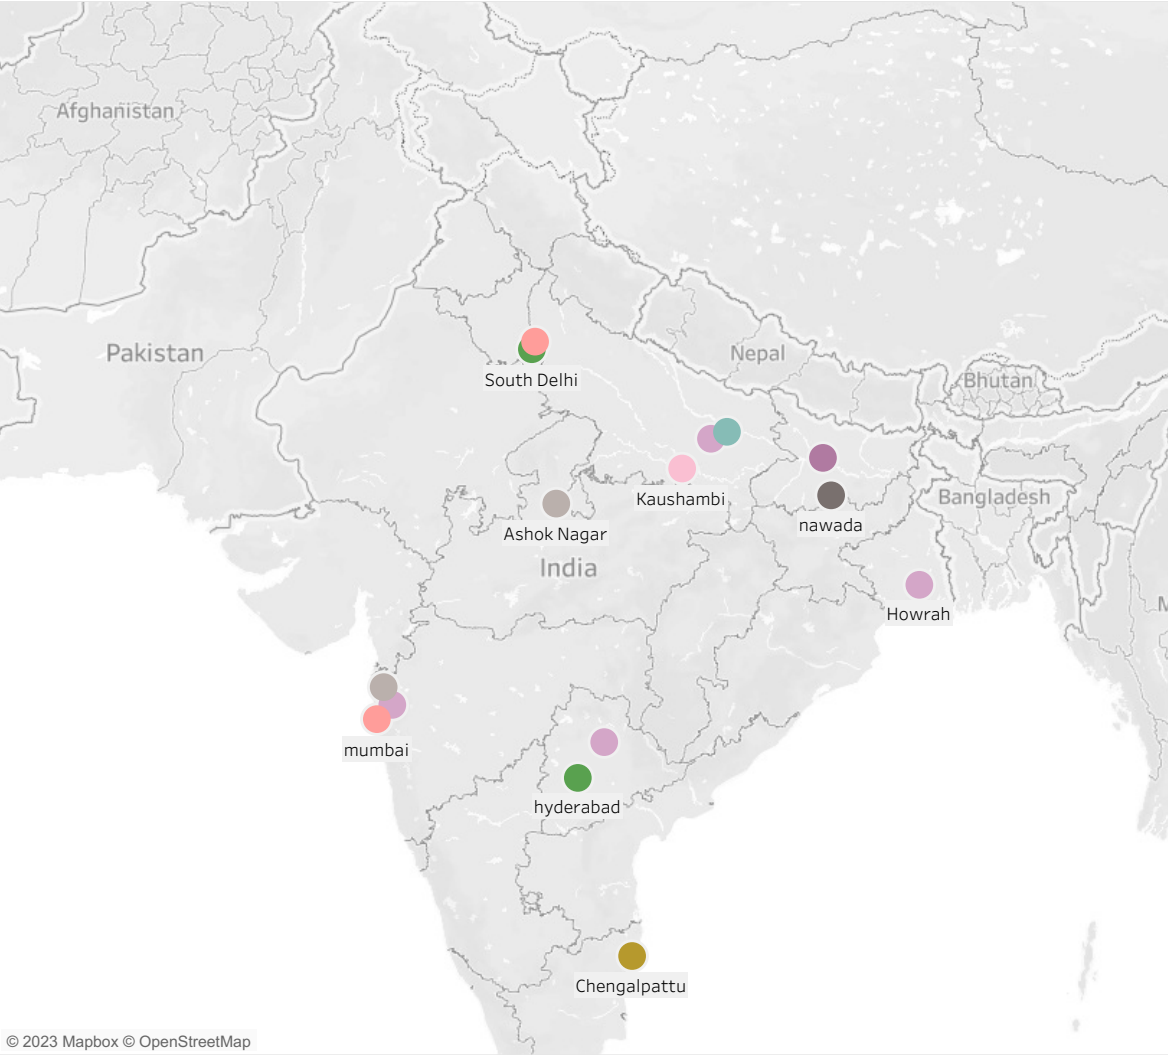 Afghanistan
Pakistan
Nepal
Bhutan
South Delhi
Kaushambi
Bangladesh
nawada
Ashok Nagar
India
Howrah
mumbai
hyderabad
Chengalpattu
© 2023 Mapbox © OpenStreetMap